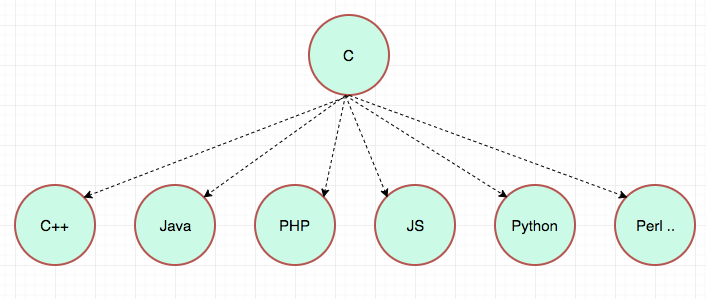 C
C++
Java
PHP
JS
Python
Perl ..